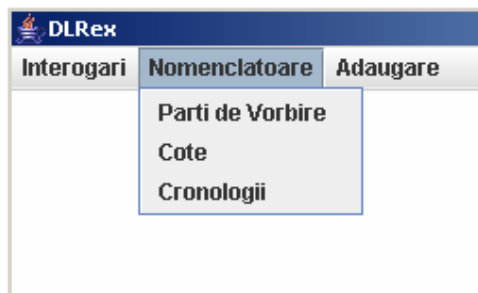 DLRex
Interogari Nomenclatoare Adaugare
Parti de Vorbire
Cote
Cronologii